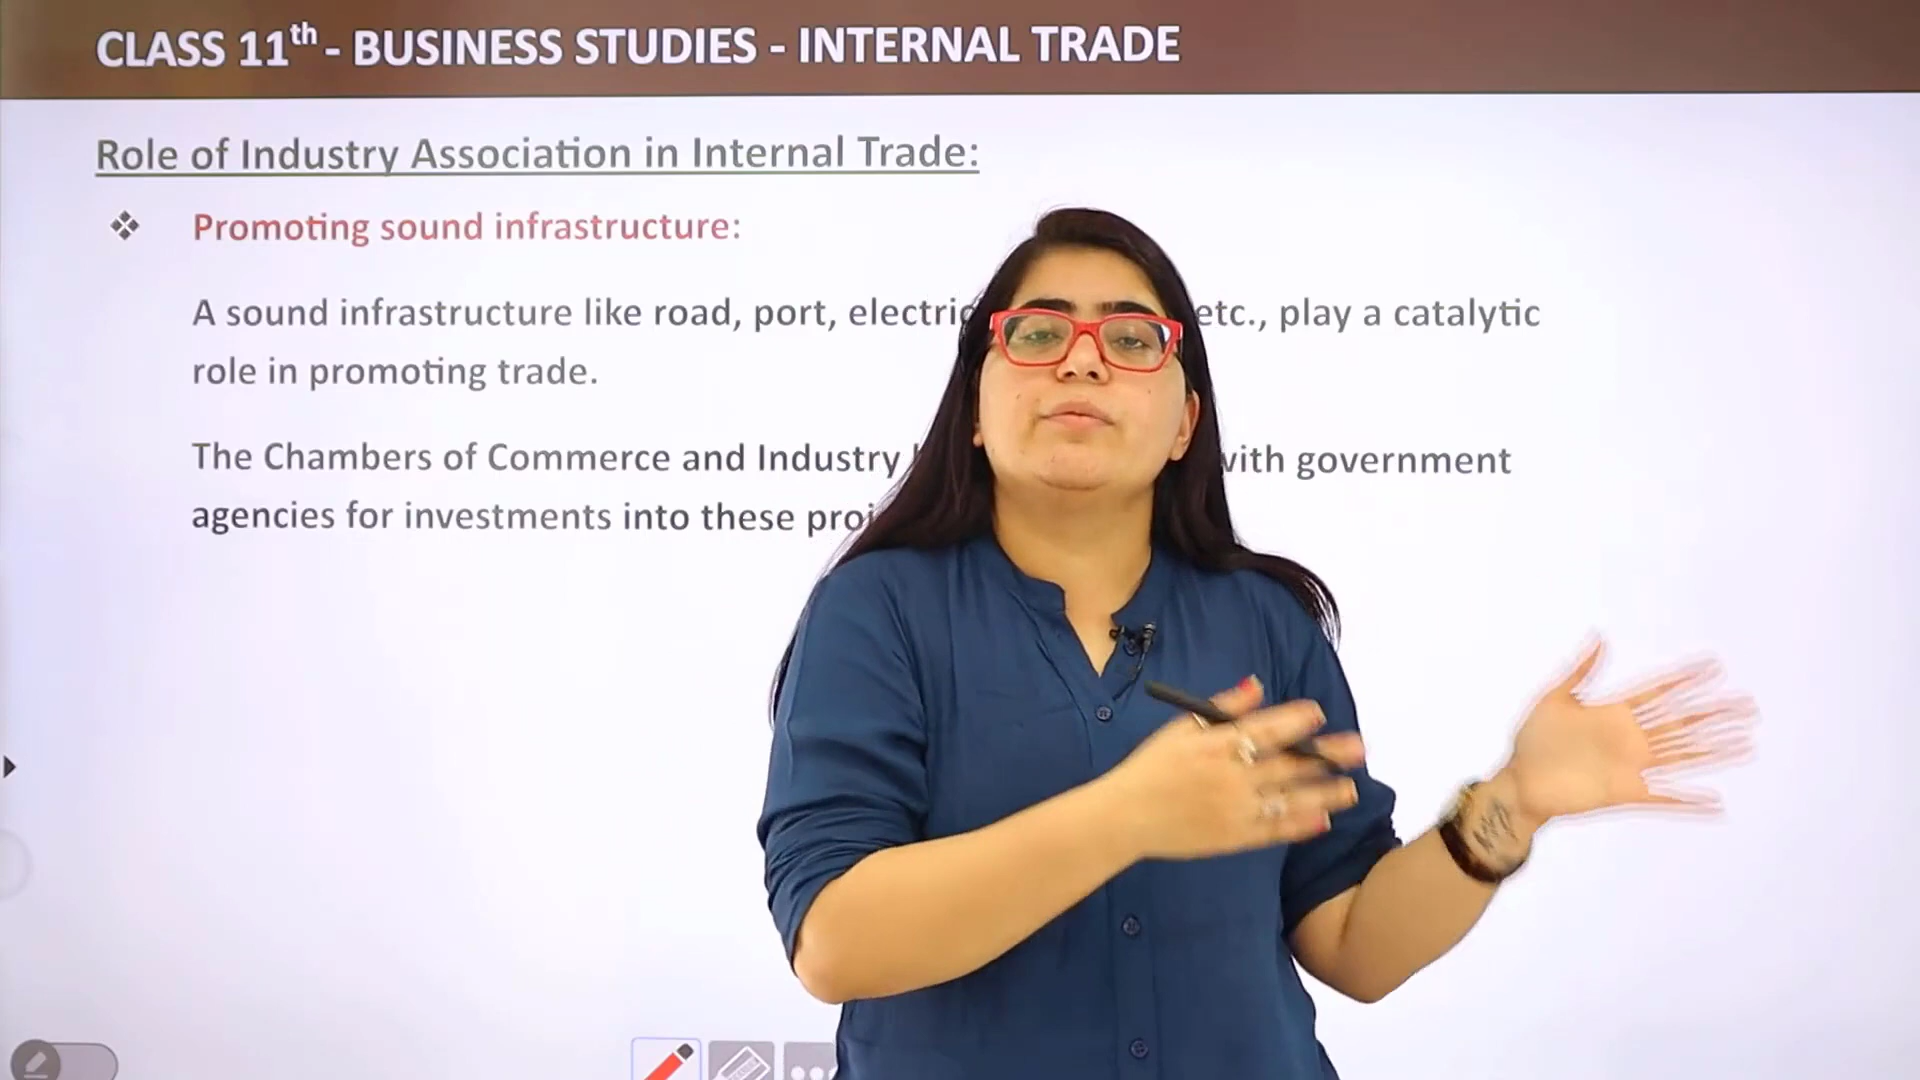 CLASS 11th - BUSINESS STUDIES - INTERNAL TRADE
Role of Industry Association in Internal Trade:
❖ Promoting sound infrastructure:
A sound infrastructure like road, port, etc., play a catalytic
role in promoting trade.
The Chambers of Commerce and Industry with government
agencies for investments into these